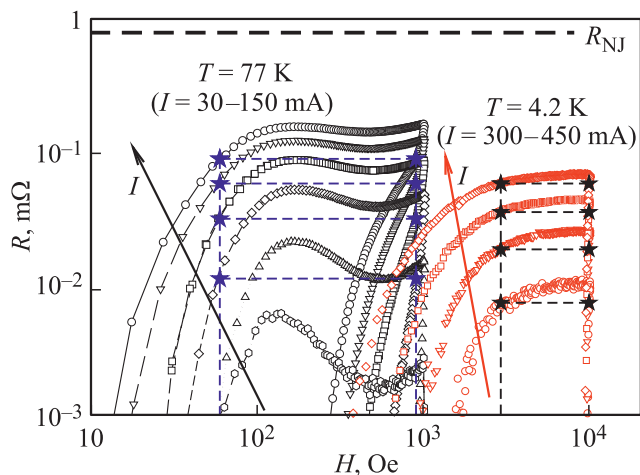 1
R_NJ
T = 77 K
(I = 30–150 mA)
T = 4.2 K
(I = 300–450 mA)
10^–1
I
I
R, mΩ
10^–2
10^–3
10
10^2
10^3
10^4
H, Oe